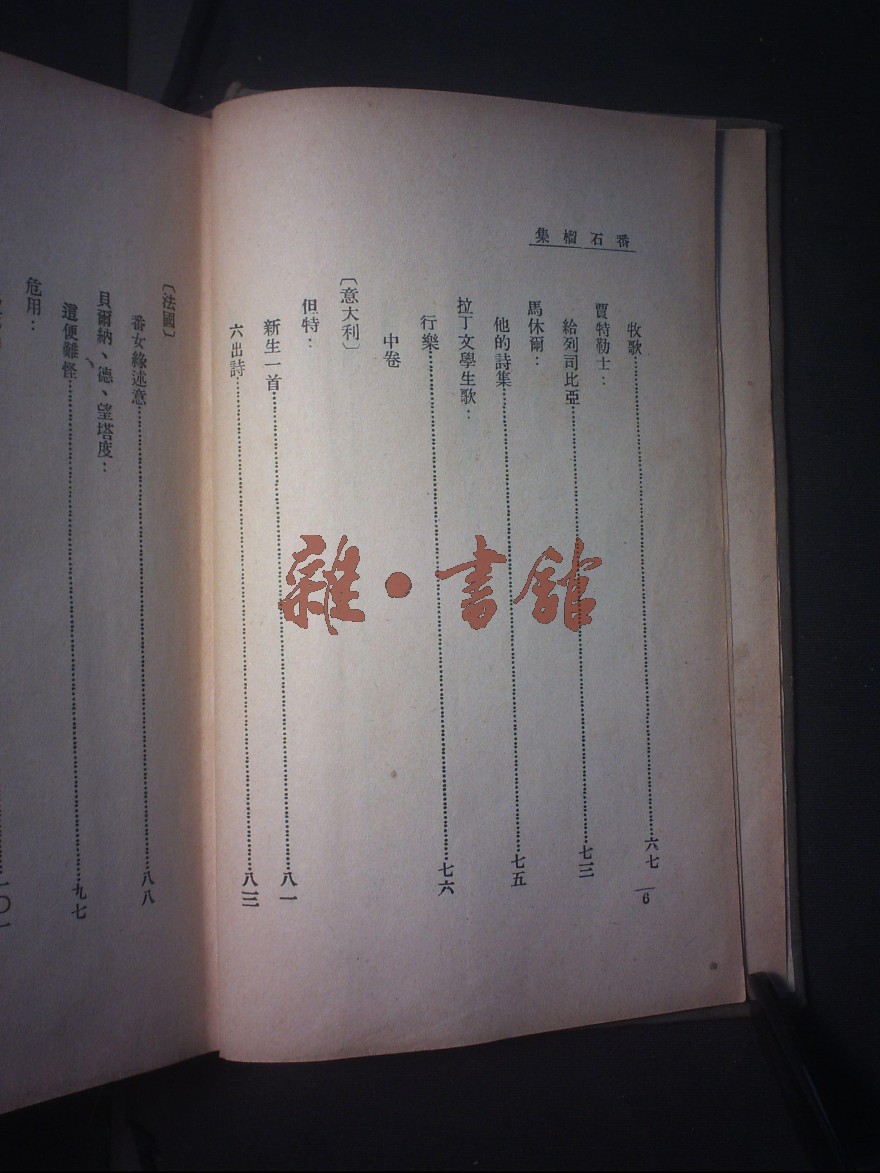 番石榴集
牧歌……六七
賈特勒士：
給列司比亞……七三
馬休爾：
他的詩集……七五
拉丁文學生歌：
行樂……七六
中卷
〔意大利〕
但特：
新生一首……八一
六出詩……八三
6
〔法國〕
番女緣述意……八八
貝爾納、德、望塔度：
這便難怪……九七
危用：
雜·書館